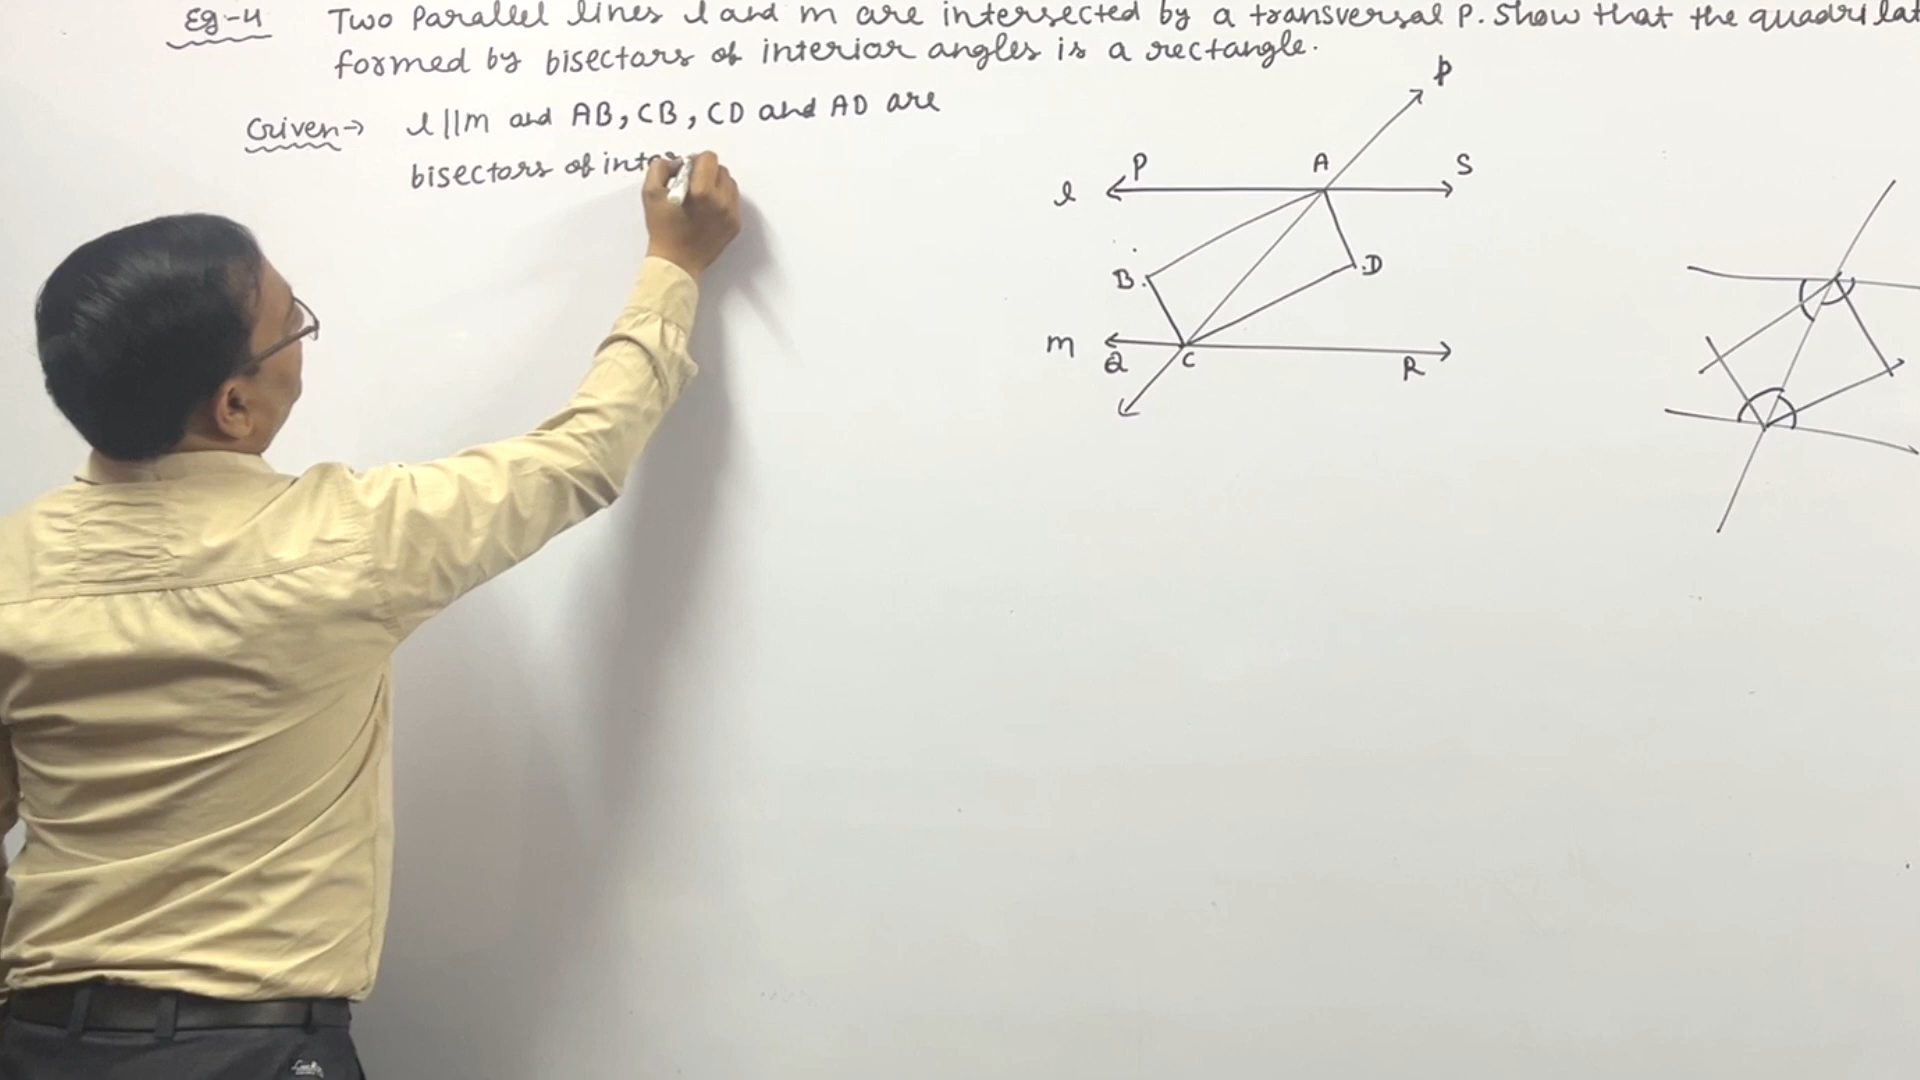 Eg-4 Two Parallel lines l and m are intersected by a transversal P. Show that the quadrilat
formed by bisectors of interior angles is a rectangle.
Given→ l||m and AB, CB, CD and AD are
bisectors of inte
p
P A S
l
B. .D
m
Q C R